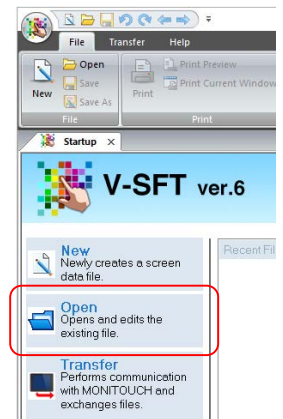 File Transfer Help
New
Open
Save
Save As
Print
Print Preview
Print Current Window
File
Print
Startup ×
V-SFT ver.6
New
Newly creates a screen
data file.
Open
Opens and edits the
existing file.
Transfer
Performs communication
with MONITOUCH and
exchanges files.
Recent